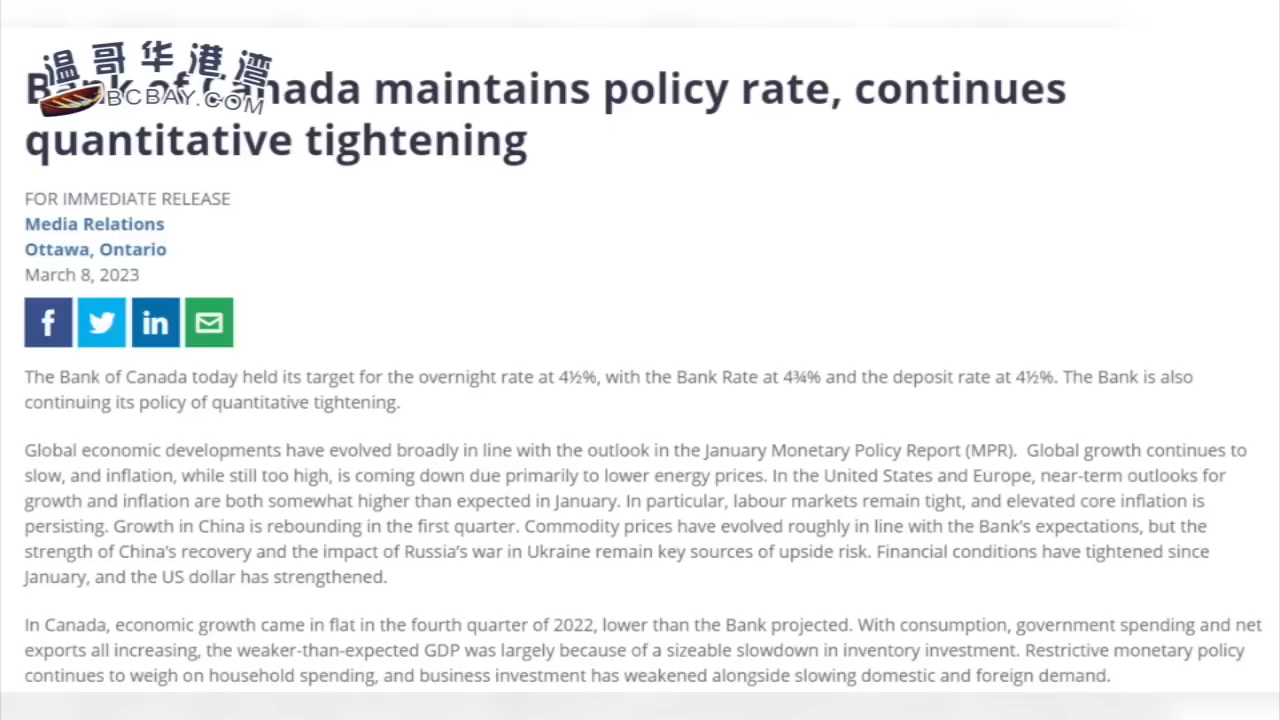 温哥华港湾
BCBAY.COM
Bank of Canada maintains policy rate, continues
quantitative tightening
FOR IMMEDIATE RELEASE
Media Relations
Ottawa, Ontario
March 8, 2023
f in
The Bank of Canada today held its target for the overnight rate at 4½%, with the Bank Rate at 4¾% and the deposit rate at 4½%. The Bank is also
continuing its policy of quantitative tightening.
Global economic developments have evolved broadly in line with the outlook in the January Monetary Policy Report (MPR). Global growth continues to
slow, and inflation, while still too high, is coming down due primarily to lower energy prices. In the United States and Europe, near-term outlooks for
growth and inflation are both somewhat higher than expected in January. In particular, labour markets remain tight, and elevated core inflation is
persisting. Growth in China is rebounding in the first quarter. Commodity prices have evolved roughly in line with the Bank's expectations, but the
strength of China's recovery and the impact of Russia's war in Ukraine remain key sources of upside risk. Financial conditions have tightened since
January, and the US dollar has strengthened.
In Canada, economic growth came in flat in the fourth quarter of 2022, lower than the Bank projected. With consumption, government spending and net
exports all increasing, the weaker-than-expected GDP was largely because of a sizeable slowdown in inventory investment. Restrictive monetary policy
continues to weigh on household spending, and business investment has weakened alongside slowing domestic and foreign demand.